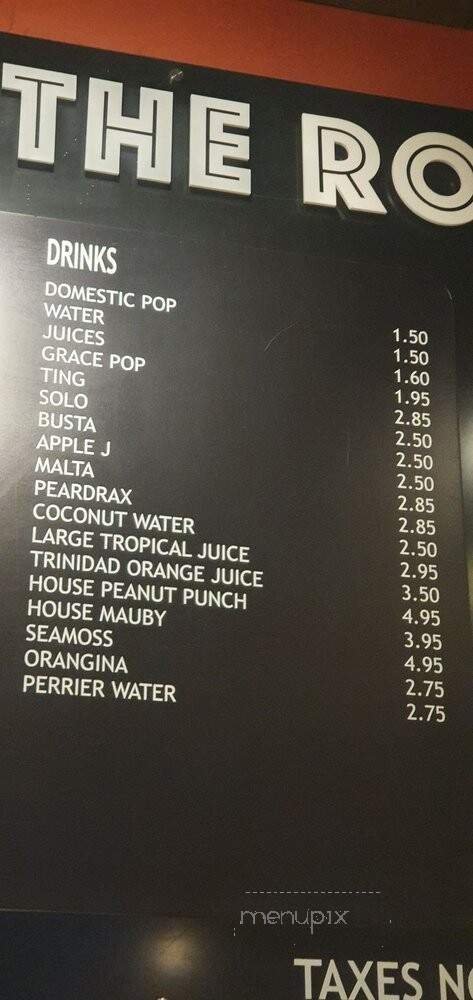 THE RO
DRINKS
DOMESTIC POP 1.50
WATER 1.50
JUICES 1.60
GRACE POP 1.95
TING 2.85
SOLO 2.50
BUSTA 2.50
APPLE J 2.50
MALTA 2.85
PEARDRAX 2.85
COCONUT WATER 2.50
LARGE TROPICAL JUICE 2.95
TRINIDAD ORANGE JUICE 3.50
HOUSE PEANUT PUNCH 4.95
HOUSE MAUBY 3.95
SEAMOSS 4.95
ORANGINA 2.75
PERRIER WATER 2.75
menupix
TAXES NO